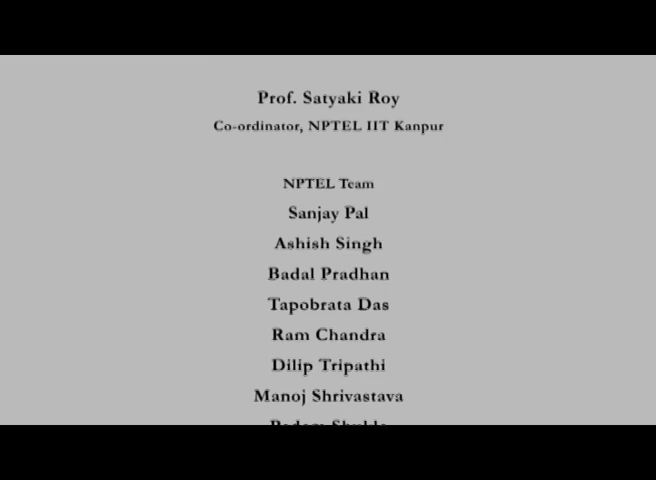 Prof. Satyaki Roy
Co-ordinator, NPTEL IIT Kanpur
NPTEL Team
Sanjay Pal
Ashish Singh
Badal Pradhan
Tapobrata Das
Ram Chandra
Dilip Tripathi
Manoj Shrivastava